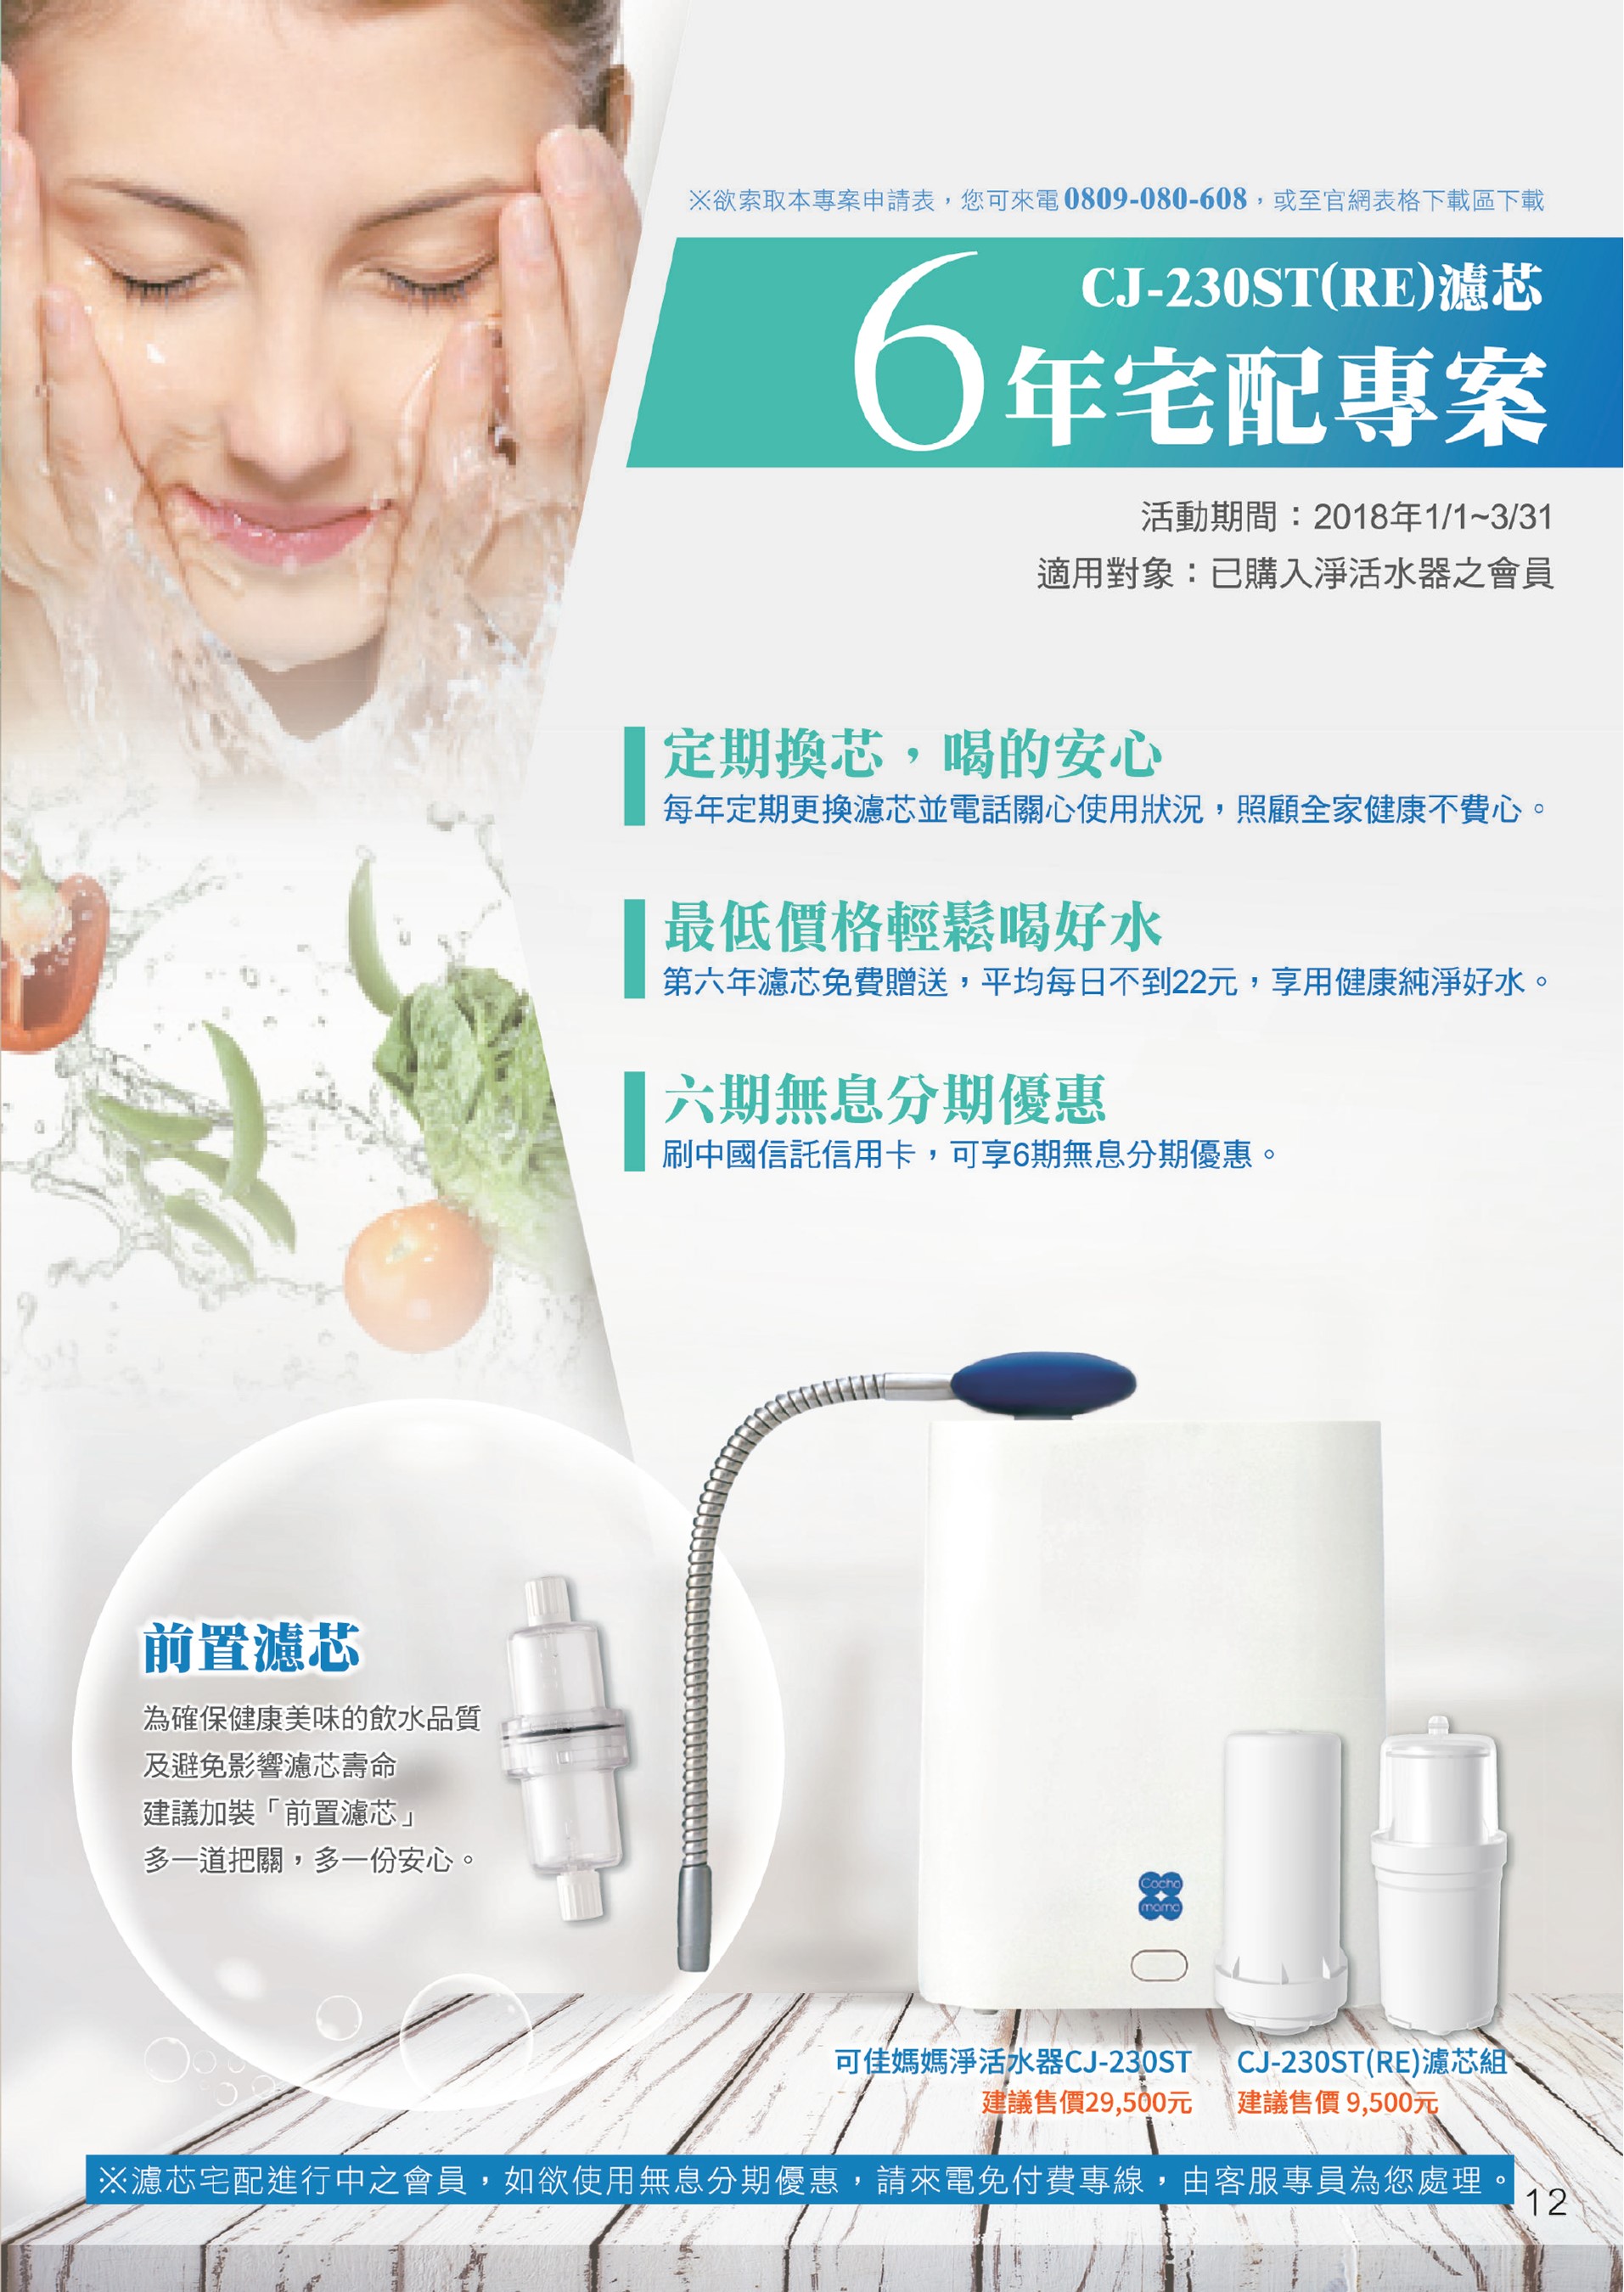 ※欲索取本專案申請表，您可來電0809-080-608，或至官網表格下載區下載
CJ-230ST(RE)濾芯
6年宅配專案
活動期間：2018年1/1~3/31
適用對象：已購入淨活水器之會員
定期換芯，喝的安心
每年定期更換濾芯並電話關心使用狀況，照顧全家健康不費心。
最低價格輕鬆喝好水
第六年濾芯免費贈送，平均每日不到22元，享用健康純淨好水。
六期無息分期優惠
刷中國信託信用卡，可享6期無息分期優惠。
前置濾芯
為確保健康美味的飲水品質
及避免影響濾芯壽命
建議加裝「前置濾芯」
多一道把關，多一份安心。
Cocho
mama
可佳媽媽淨活水器CJ-230ST
建議售價29,500元
CJ-230ST(RE)濾芯組
建議售價 9,500元
※濾芯宅配進行中之會員，如欲使用無息分期優惠，請來電免付費專線，由客服專員為您處理。
12